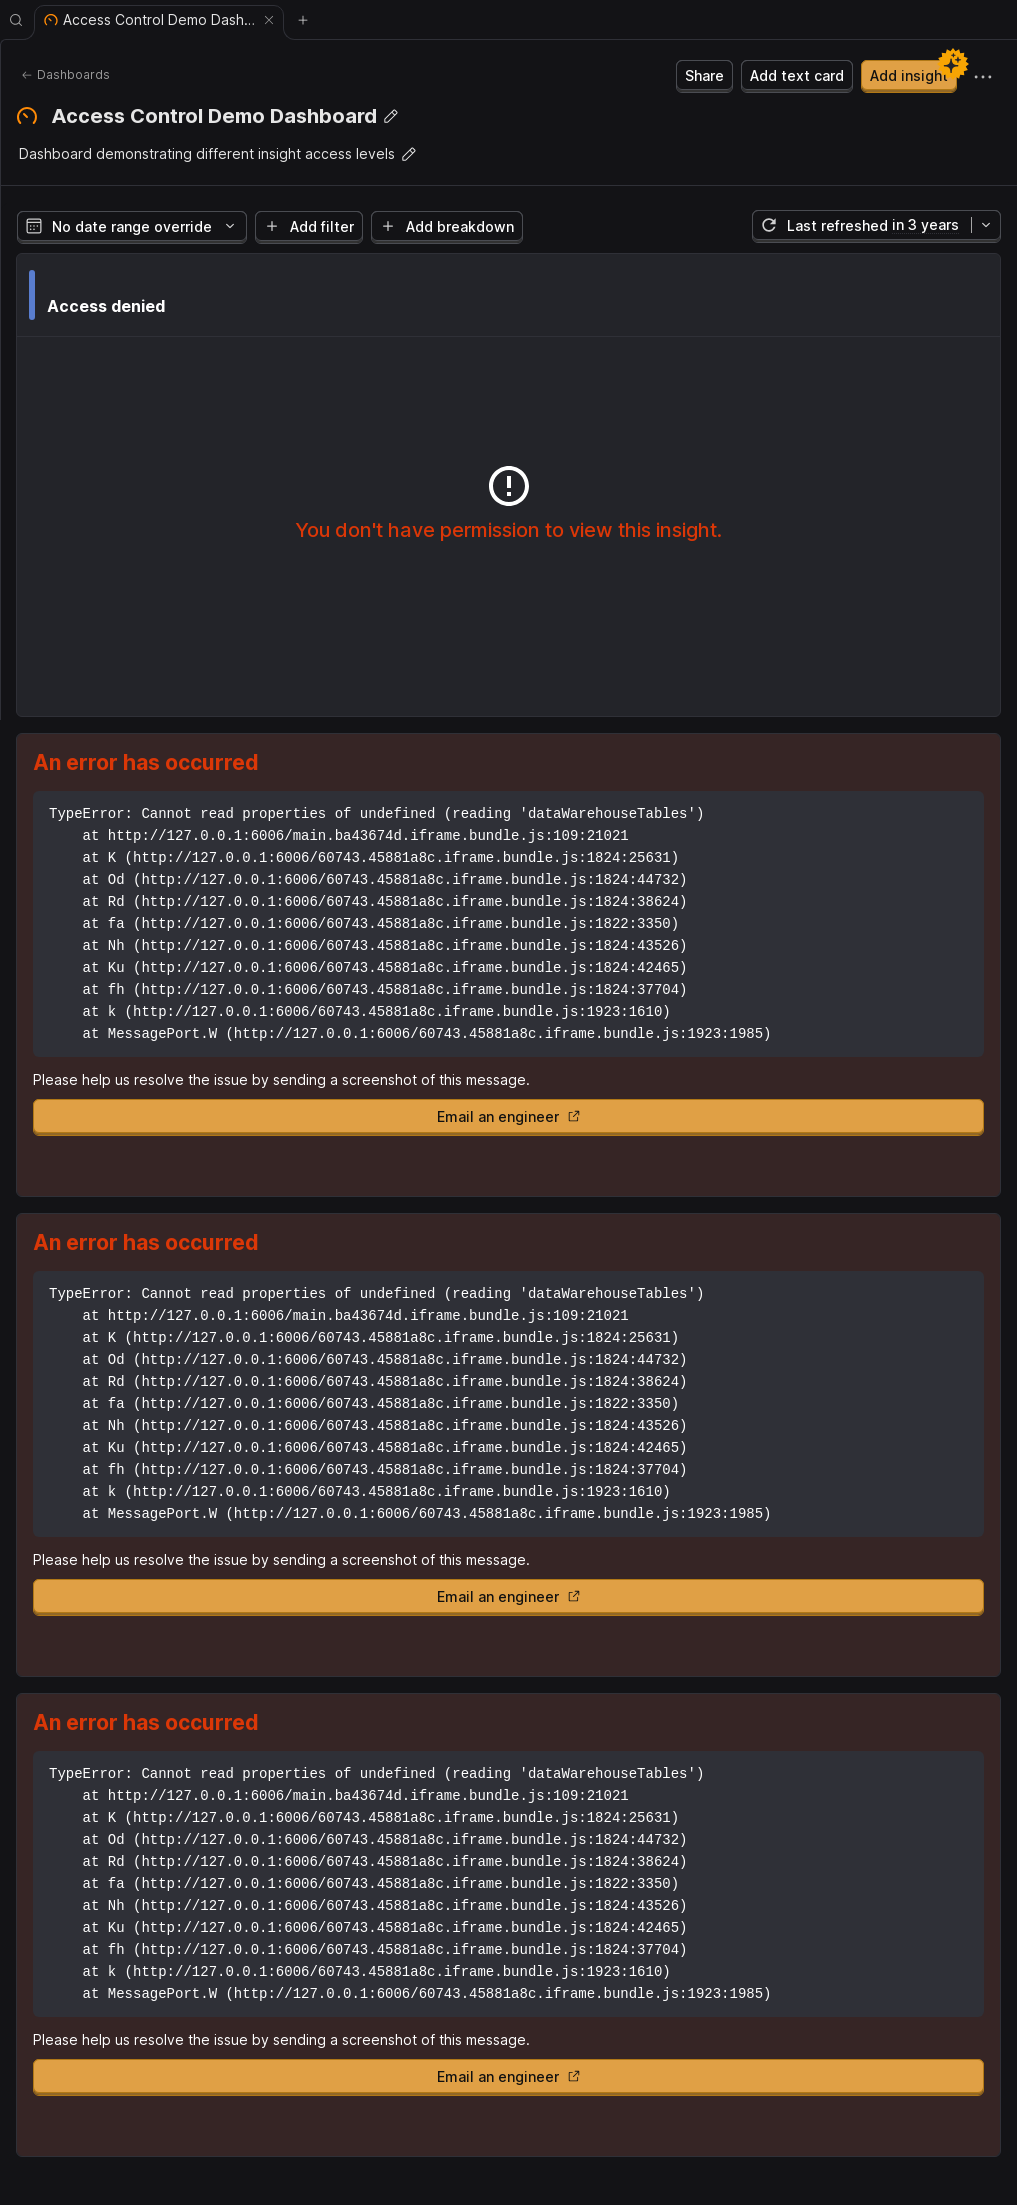 Access Control Demo Dash...
Dashboards
Share
Add text card
Add insight
Access Control Demo Dashboard
Dashboard demonstrating different insight access levels
No date range override
Add filter
Add breakdown
Last refreshed in 3 years
Access denied
You don't have permission to view this insight.
An error has occurred
TypeError: Cannot read properties of undefined (reading 'dataWarehouseTables')
at http://127.0.0.1:6006/main.ba43674d.iframe.bundle.js:109:21021
at K (http://127.0.0.1:6006/60743.45881a8c.iframe.bundle.js:1824:25631)
at Od (http://127.0.0.1:6006/60743.45881a8c.iframe.bundle.js:1824:44732)
at Rd (http://127.0.0.1:6006/60743.45881a8c.iframe.bundle.js:1824:38624)
at fa (http://127.0.0.1:6006/60743.45881a8c.iframe.bundle.js:1822:3350)
at Nh (http://127.0.0.1:6006/60743.45881a8c.iframe.bundle.js:1824:43526)
at Ku (http://127.0.0.1:6006/60743.45881a8c.iframe.bundle.js:1824:42465)
at fh (http://127.0.0.1:6006/60743.45881a8c.iframe.bundle.js:1824:37704)
at k (http://127.0.0.1:6006/60743.45881a8c.iframe.bundle.js:1923:1610)
at MessagePort.W (http://127.0.0.1:6006/60743.45881a8c.iframe.bundle.js:1923:1985)
Please help us resolve the issue by sending a screenshot of this message.
Email an engineer
An error has occurred
TypeError: Cannot read properties of undefined (reading 'dataWarehouseTables')
at http://127.0.0.1:6006/main.ba43674d.iframe.bundle.js:109:21021
at K (http://127.0.0.1:6006/60743.45881a8c.iframe.bundle.js:1824:25631)
at Od (http://127.0.0.1:6006/60743.45881a8c.iframe.bundle.js:1824:44732)
at Rd (http://127.0.0.1:6006/60743.45881a8c.iframe.bundle.js:1824:38624)
at fa (http://127.0.0.1:6006/60743.45881a8c.iframe.bundle.js:1822:3350)
at Nh (http://127.0.0.1:6006/60743.45881a8c.iframe.bundle.js:1824:43526)
at Ku (http://127.0.0.1:6006/60743.45881a8c.iframe.bundle.js:1824:42465)
at fh (http://127.0.0.1:6006/60743.45881a8c.iframe.bundle.js:1824:37704)
at k (http://127.0.0.1:6006/60743.45881a8c.iframe.bundle.js:1923:1610)
at MessagePort.W (http://127.0.0.1:6006/60743.45881a8c.iframe.bundle.js:1923:1985)
Please help us resolve the issue by sending a screenshot of this message.
Email an engineer
An error has occurred
TypeError: Cannot read properties of undefined (reading 'dataWarehouseTables')
at http://127.0.0.1:6006/main.ba43674d.iframe.bundle.js:109:21021
at K (http://127.0.0.1:6006/60743.45881a8c.iframe.bundle.js:1824:25631)
at Od (http://127.0.0.1:6006/60743.45881a8c.iframe.bundle.js:1824:44732)
at Rd (http://127.0.0.1:6006/60743.45881a8c.iframe.bundle.js:1824:38624)
at fa (http://127.0.0.1:6006/60743.45881a8c.iframe.bundle.js:1822:3350)
at Nh (http://127.0.0.1:6006/60743.45881a8c.iframe.bundle.js:1824:43526)
at Ku (http://127.0.0.1:6006/60743.45881a8c.iframe.bundle.js:1824:42465)
at fh (http://127.0.0.1:6006/60743.45881a8c.iframe.bundle.js:1824:37704)
at k (http://127.0.0.1:6006/60743.45881a8c.iframe.bundle.js:1923:1610)
at MessagePort.W (http://127.0.0.1:6006/60743.45881a8c.iframe.bundle.js:1923:1985)
Please help us resolve the issue by sending a screenshot of this message.
Email an engineer